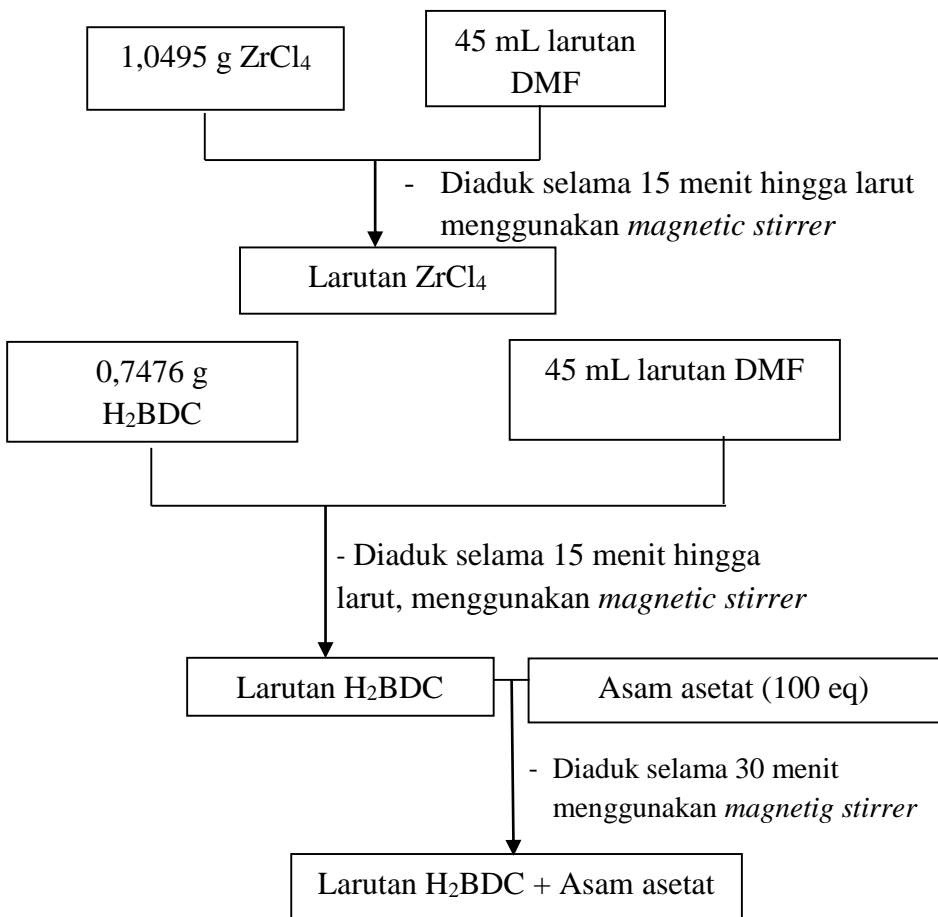 1,0495 g ZrCl₄
45 mL larutan
DMF
- Diaduk selama 15 menit hingga larut
menggunakan magnetic stirrer
Larutan ZrCl₄
0,7476 g
H₂BDC
45 mL larutan DMF
- Diaduk selama 15 menit hingga
larut, menggunakan magnetic stirrer
Larutan H₂BDC
Asam asetat (100 eq)
- Diaduk selama 30 menit
menggunakan magnetig stirrer
Larutan H₂BDC + Asam asetat